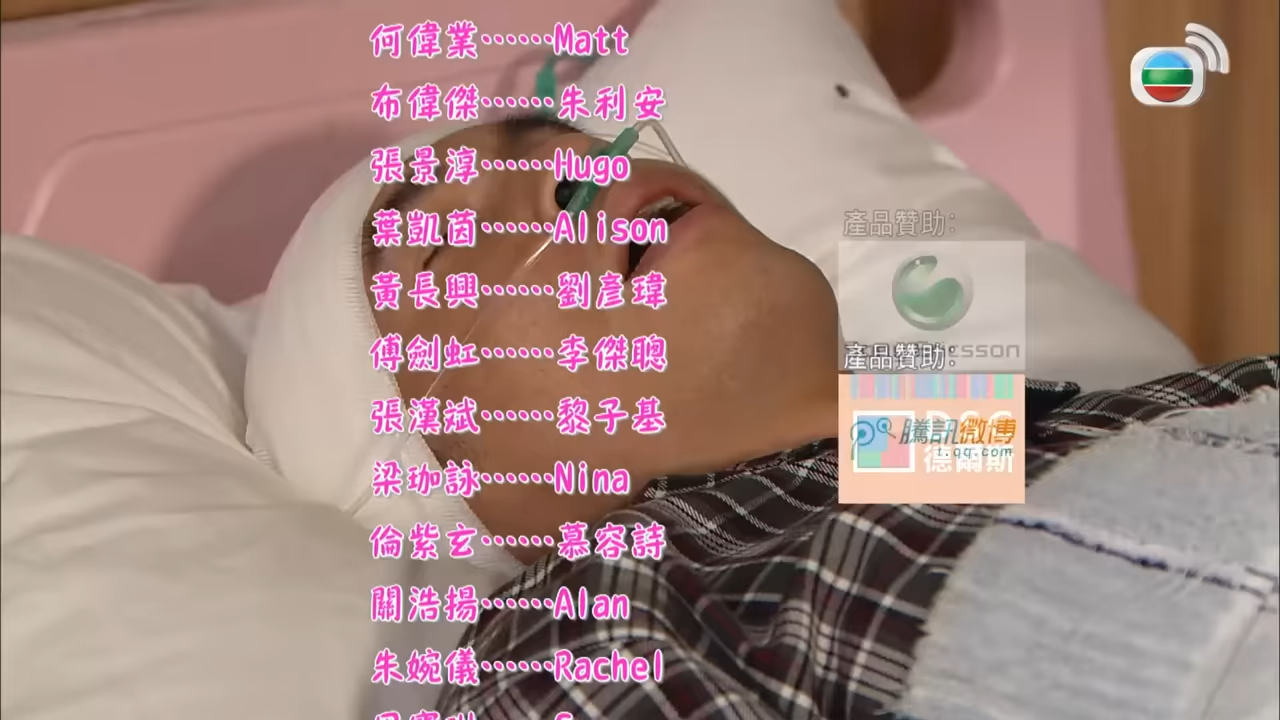 何偉業⋯⋯Matt
布偉傑⋯⋯朱利安
張景淳⋯⋯Hugo
葉凱茵⋯⋯Alison
黃長興⋯⋯劉彥瑋
傅劍虹⋯⋯李傑聰
張漢斌⋯⋯黎子基
梁珈詠⋯⋯Nina
倫紫玄⋯⋯慕容詩
關浩揚⋯⋯Alan
朱婉儀⋯⋯Rachel
產品贊助：
產品贊助：
騰訊微博
t.qq.com
德爾斯